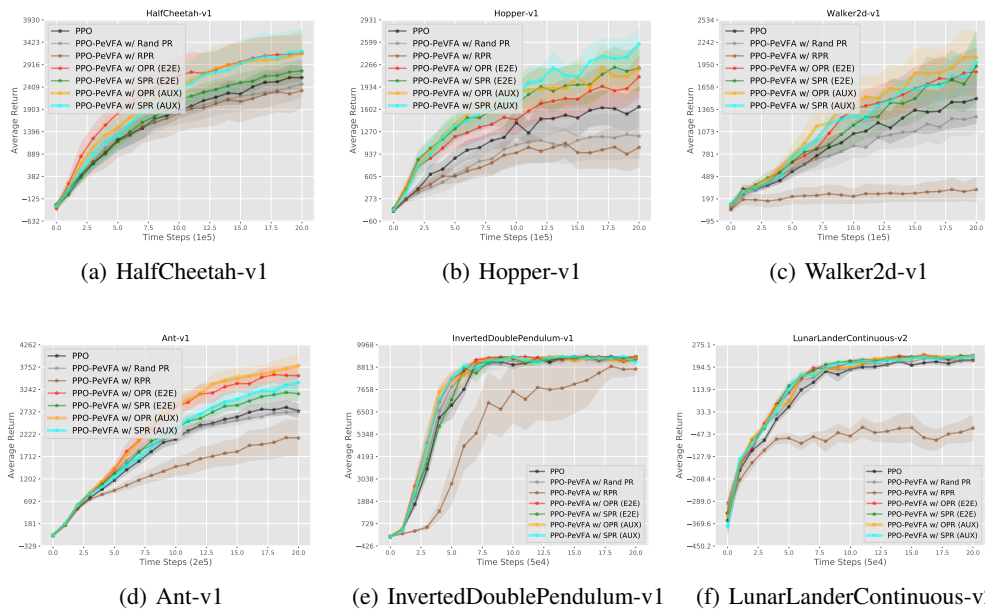 HalfCheetah-v1
3930
3423
2916
2409
1903
1396
889
382
-125
-632
Average Return
PPO
PPO-PeVFA w/ Rand PR
PPO-PeVFA w/ RPR
PPO-PeVFA w/ OPR (E2E)
PPO-PeVFA w/ SPR (E2E)
PPO-PeVFA w/ OPR (AUX)
PPO-PeVFA w/ SPR (AUX)
0.0 2.5 5.0 7.5 10.0 12.5 15.0 17.5 20.0
Time Steps (1e5)
(a) HalfCheetah-v1
Hopper-v1
2931
2599
2266
1934
1602
1270
937
605
273
-60
Average Return
PPO
PPO-PeVFA w/ Rand PR
PPO-PeVFA w/ RPR
PPO-PeVFA w/ OPR (E2E)
PPO-PeVFA w/ SPR (E2E)
PPO-PeVFA w/ OPR (AUX)
PPO-PeVFA w/ SPR (AUX)
0.0 2.5 5.0 7.5 10.0 12.5 15.0 17.5 20.0
Time Steps (1e5)
(b) Hopper-v1
Walker2d-v1
2534
2242
1950
1658
1365
1073
781
489
197
-95
Average Return
PPO
PPO-PeVFA w/ Rand PR
PPO-PeVFA w/ RPR
PPO-PeVFA w/ OPR (E2E)
PPO-PeVFA w/ SPR (E2E)
PPO-PeVFA w/ OPR (AUX)
PPO-PeVFA w/ SPR (AUX)
0.0 2.5 5.0 7.5 10.0 12.5 15.0 17.5 20.0
Time Steps (1e5)
(c) Walker2d-v1
Ant-v1
4262
3752
3242
2732
2222
1712
1202
692
181
-329
Average Return
PPO
PPO-PeVFA w/ Rand PR
PPO-PeVFA w/ RPR
PPO-PeVFA w/ OPR (E2E)
PPO-PeVFA w/ SPR (E2E)
PPO-PeVFA w/ OPR (AUX)
PPO-PeVFA w/ SPR (AUX)
0.0 2.5 5.0 7.5 10.0 12.5 15.0 17.5 20.0
Time Steps (2e5)
(d) Ant-v1
InvertedDoublePendulum-v1
9968
8813
7658
6503
5348
4193
3038
1884
729
-426
Average Return
PPO
PPO-PeVFA w/ Rand PR
PPO-PeVFA w/ RPR
PPO-PeVFA w/ OPR (E2E)
PPO-PeVFA w/ SPR (E2E)
PPO-PeVFA w/ OPR (AUX)
PPO-PeVFA w/ SPR (AUX)
0.0 2.5 5.0 7.5 10.0 12.5 15.0 17.5 20.0
Time Steps (5e4)
(e) InvertedDoublePendulum-v1
LunarLanderContinuous-v2
275.1
194.5
113.9
33.3
-47.3
-127.9
-208.4
-289.0
-369.6
-450.2
Average Return
PPO
PPO-PeVFA w/ Rand PR
PPO-PeVFA w/ RPR
PPO-PeVFA w/ OPR (E2E)
PPO-PeVFA w/ SPR (E2E)
PPO-PeVFA w/ OPR (AUX)
PPO-PeVFA w/ SPR (AUX)
0.0 2.5 5.0 7.5 10.0 12.5 15.0 17.5 20.0
Time Steps (5e4)
(f) LunarLanderContinuous-v2